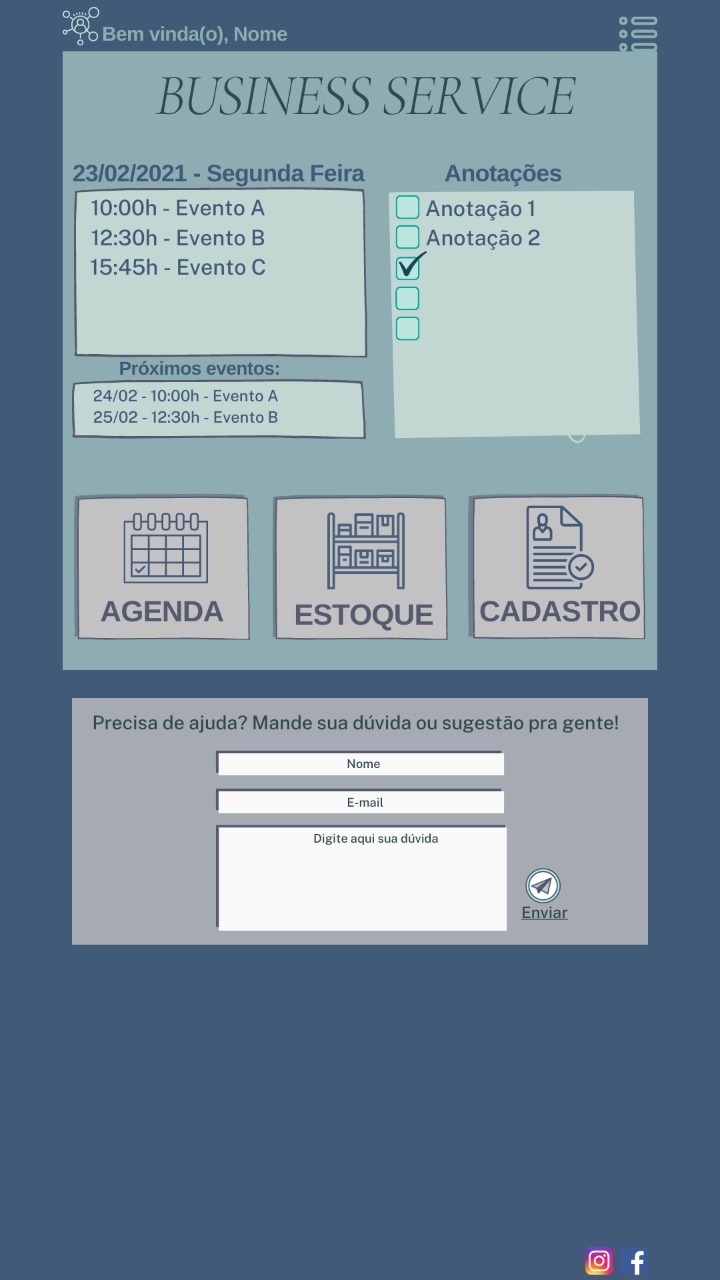 Bem vinda(o), Nome
BUSINESS SERVICE
23/02/2021 - Segunda Feira
10:00h - Evento A
12:30h - Evento B
15:45h - Evento C
Próximos eventos:
24/02 - 10:00h - Evento A
25/02 - 12:30h - Evento B
Anotações
Anotação 1
Anotação 2
AGENDA
ESTOQUE
CADASTRO
Precisa de ajuda? Mande sua dúvida ou sugestão pra gente!
Nome
E-mail
Digite aqui sua dúvida
Enviar